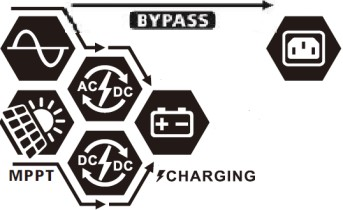 BYPASS
AC DC
DC DC
MPPT
CHARGING